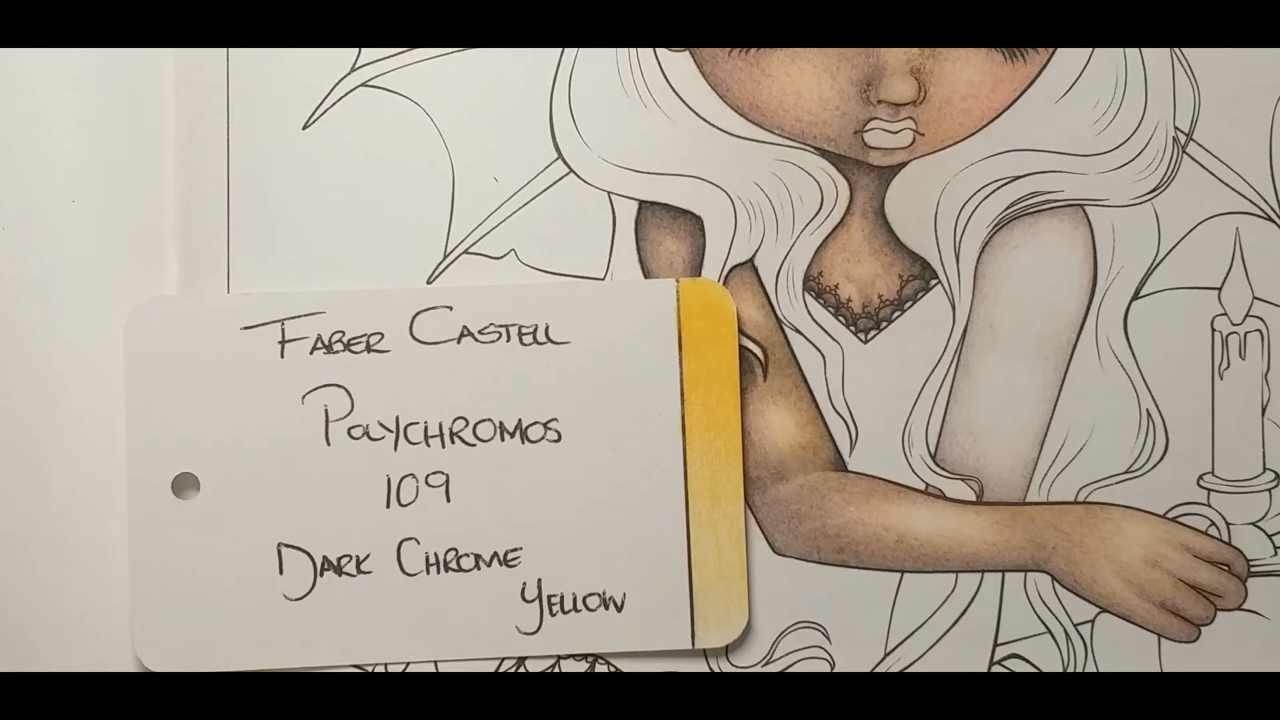 FABER CASTELL
POLYCHROMOS
109
DARK CHROME
YELLOW